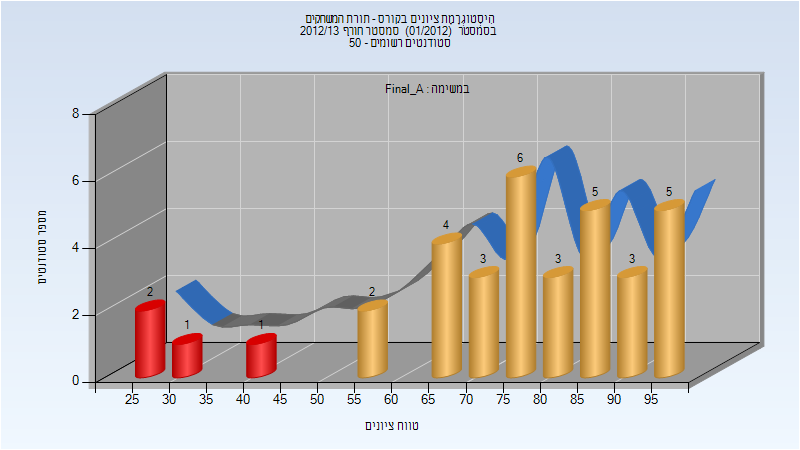 היסטוגרמת ציונים בקורס - תורת המשחקים
בסמסטר (01/2012) סמסטר חורף 2012/13
סטודנטים רשומים - 50
במשימה : Final_A
מספר סטודנטים
8
6
4
2
0
2
1
1
2
4
3
6
3
5
3
5
25 30 35 40 45 50 55 60 65 70 75 80 85 90 95
טווח ציונים